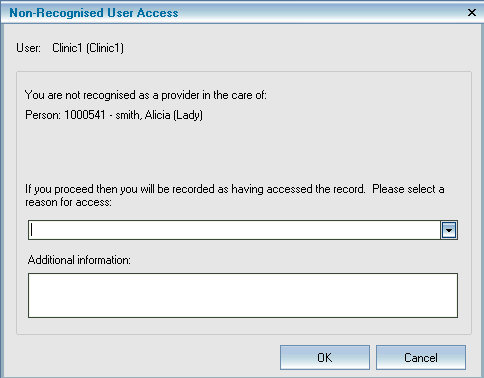 Non-Recognised User Access
User: Clinic1 (Clinic1)
You are not recognised as a provider in the care of:
Person: 1000541 - smith, Alicia (Lady)
If you proceed then you will be recorded as having accessed the record. Please select a
reason for access:
Additional information:
OK Cancel